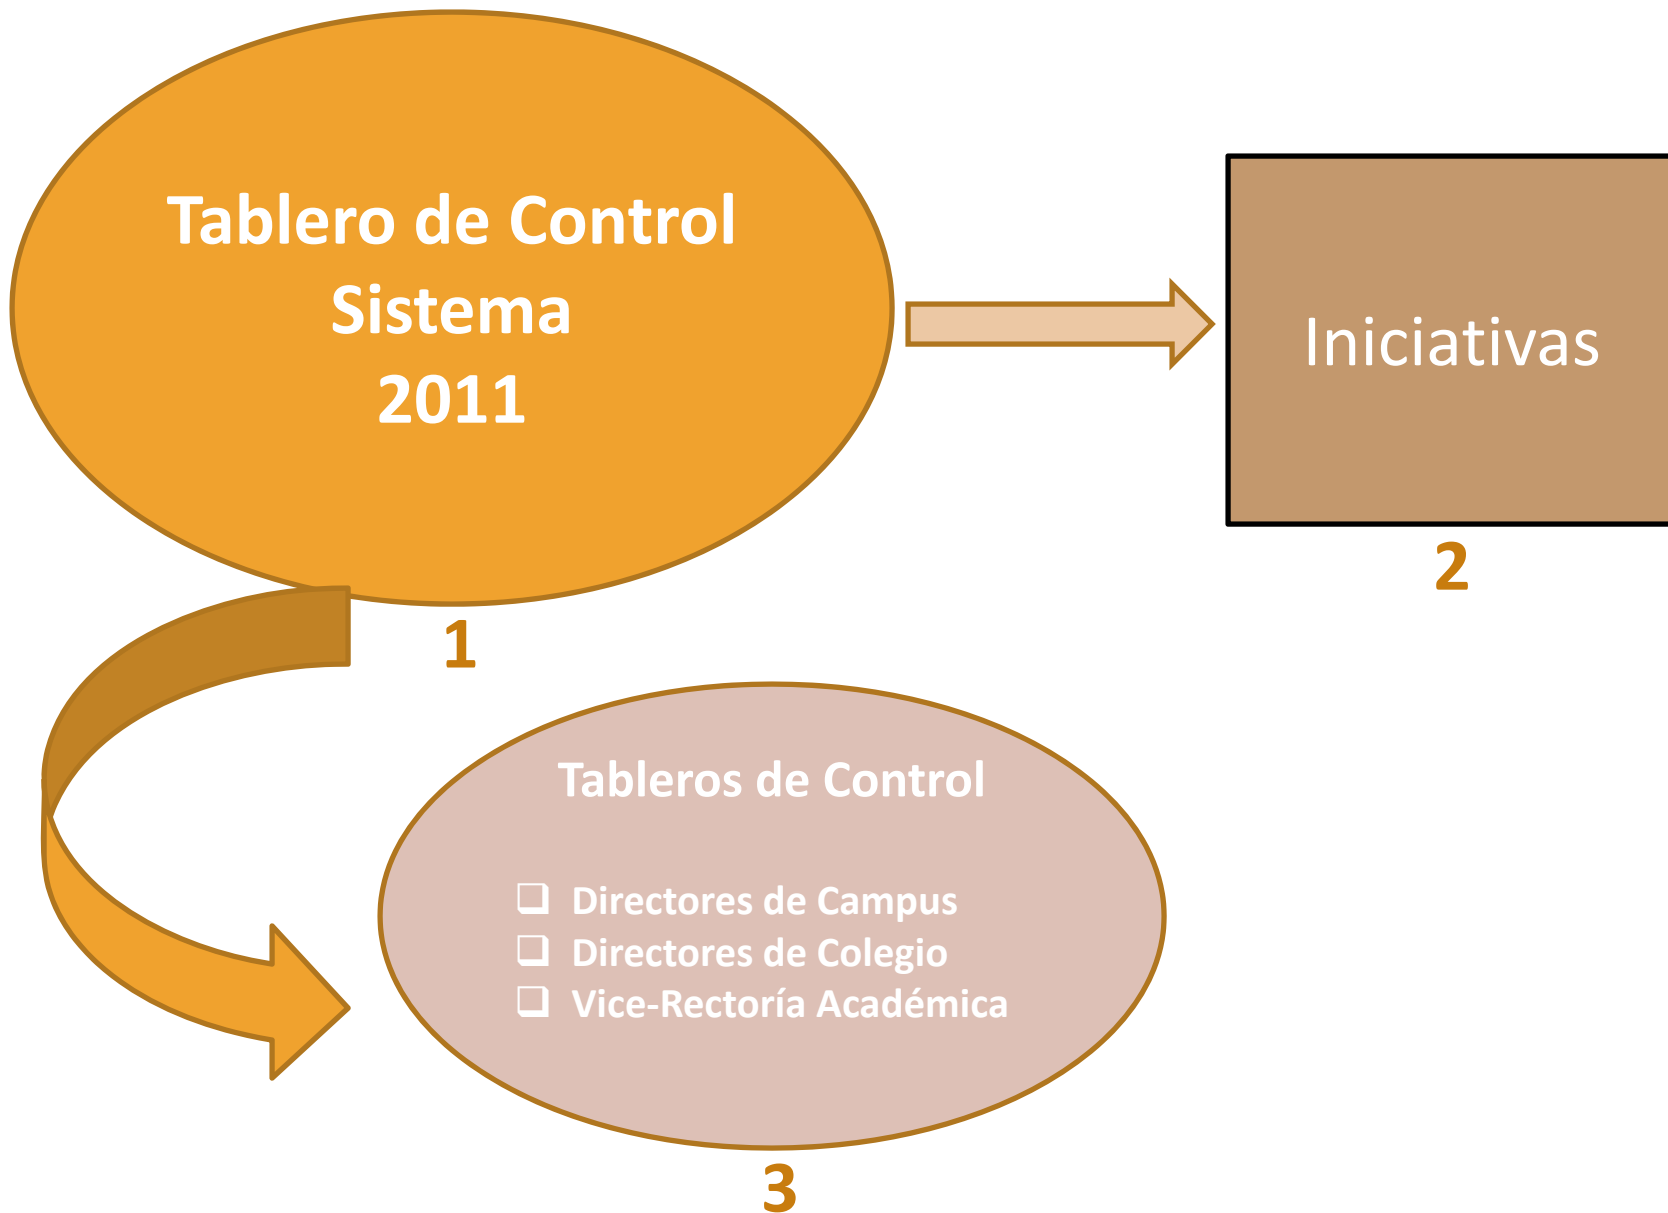 Tablero de Control
Sistema
2011
1
Iniciativas
2
Tableros de Control
❑ Directores de Campus
❑ Directores de Colegio
❑ Vice-Rectoría Académica
3